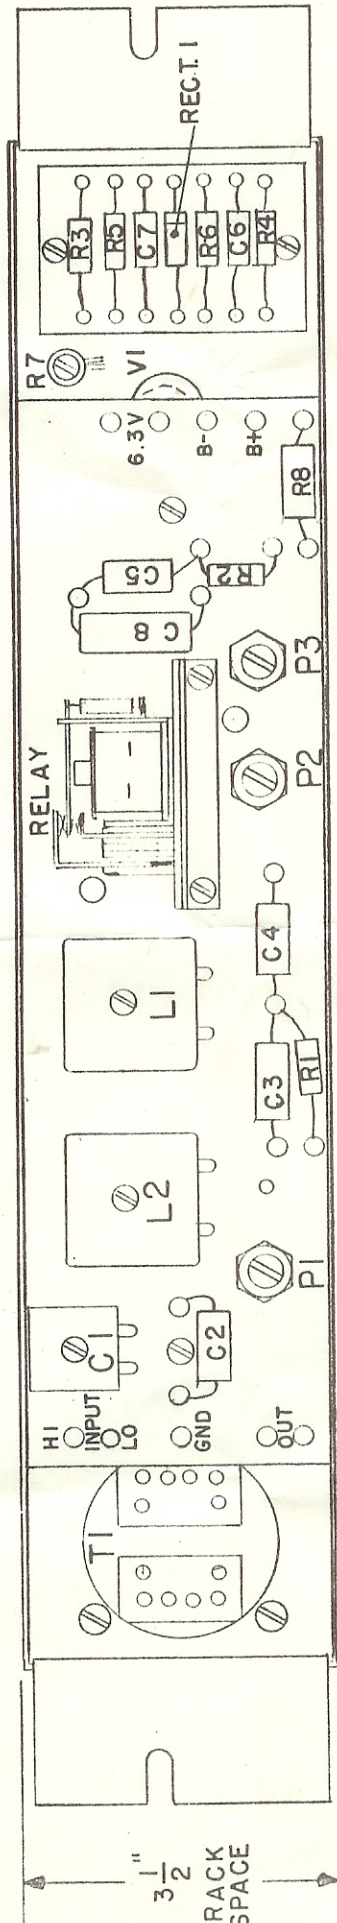 REC.T. 1
R3
R5
C7
R6
C6
R4
R7
V1
6.3V
B-
B+
R8
C5
R2
C8
RELAY
P3
P2
L1
C4
C3
R1
L2
P1
C1
C2
HI
INPUT
LO
GND
OUT
T1
3 1/2"
RACK
SPACE